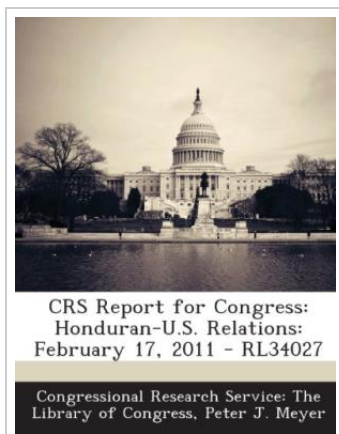 CRS Report for Congress:
Honduran-U.S. Relations:
February 17, 2011 - RL34027
Congressional Research Service: The
Library of Congress, Peter J. Meyer